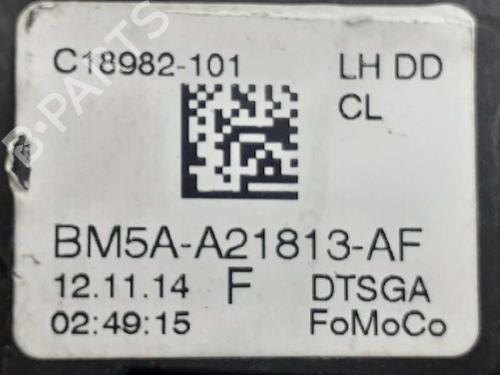 C18982-101 LH DD
CL
BM5A-A21813-AF
12.11.14 F DTSGA
02:49:15 FoMoCo
B-PARTS